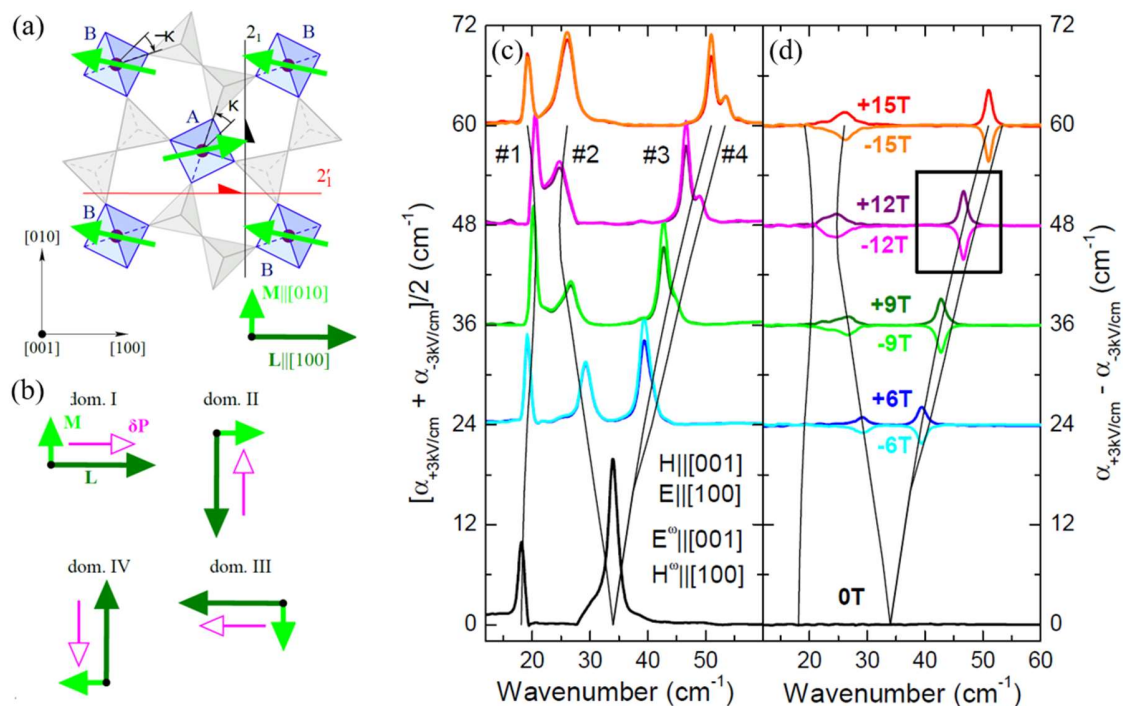 (a)
B
−κ
2₁
B
A
κ
2₁′
B
B
[010]
[001]
[100]
M||[010]
L||[100]
(b)
dom. I
M
δP
L
dom. II
dom. IV
dom. III
(c)
[α+3kV/cm + α-3kV/cm]/2 (cm⁻¹)
72
60
48
36
24
12
0
#1
#2
#3
#4
H||[001]
E||[100]
Eω||[001]
Hω||[100]
20 30 40 50
Wavenumber (cm⁻¹)
(d)
+15T
-15T
+12T
-12T
+9T
-9T
+6T
-6T
0T
20 30 40 50 60
Wavenumber (cm⁻¹)
72
60
48
36
24
12
0
α+3kV/cm - α-3kV/cm (cm⁻¹)